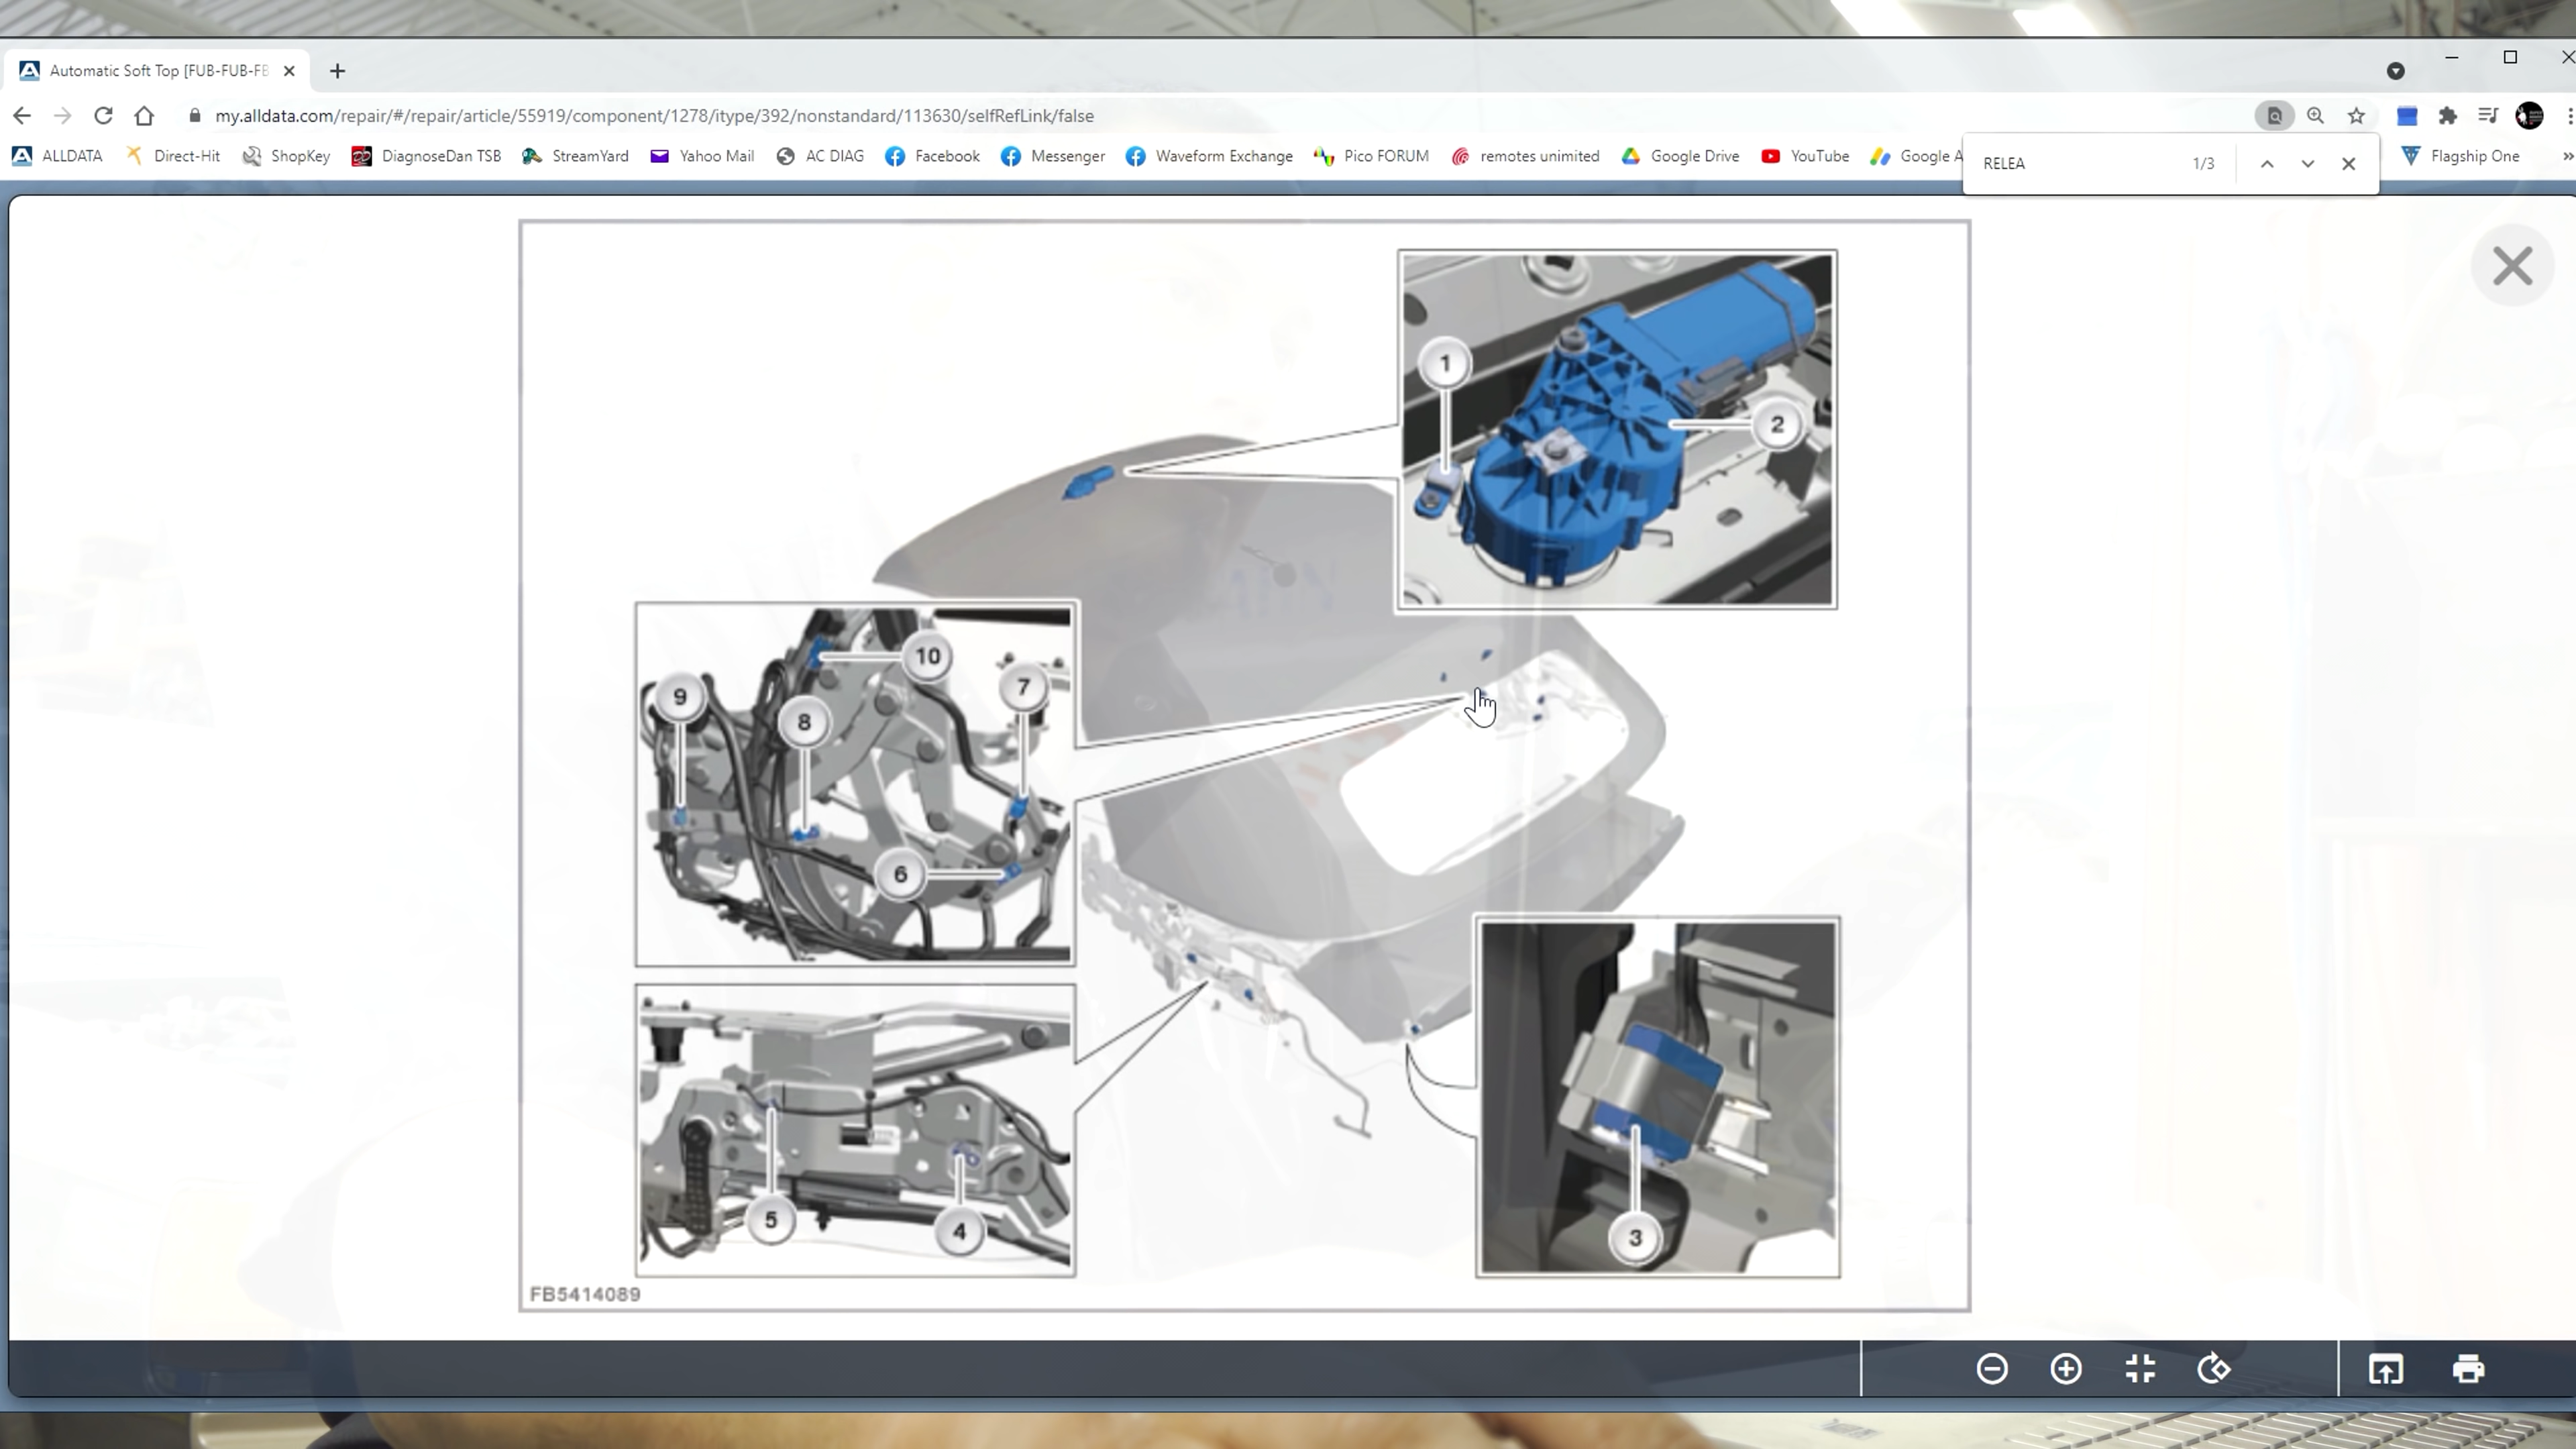 Automatic Soft Top [FUB-FUB-FB
my.alldata.com/repair/#/repair/article/55919/component/1278/itype/392/nonstandard/113630/selfRefLink/false
ALLDATA Direct-Hit ShopKey DiagnoseDan TSB StreamYard Yahoo Mail AC DIAG Facebook Messenger Waveform Exchange Pico FORUM remotes unimited Google Drive YouTube Google A Flagship One
RELEA 1/3
1
2
10
9
7
8
6
5
4
3
FB5414089